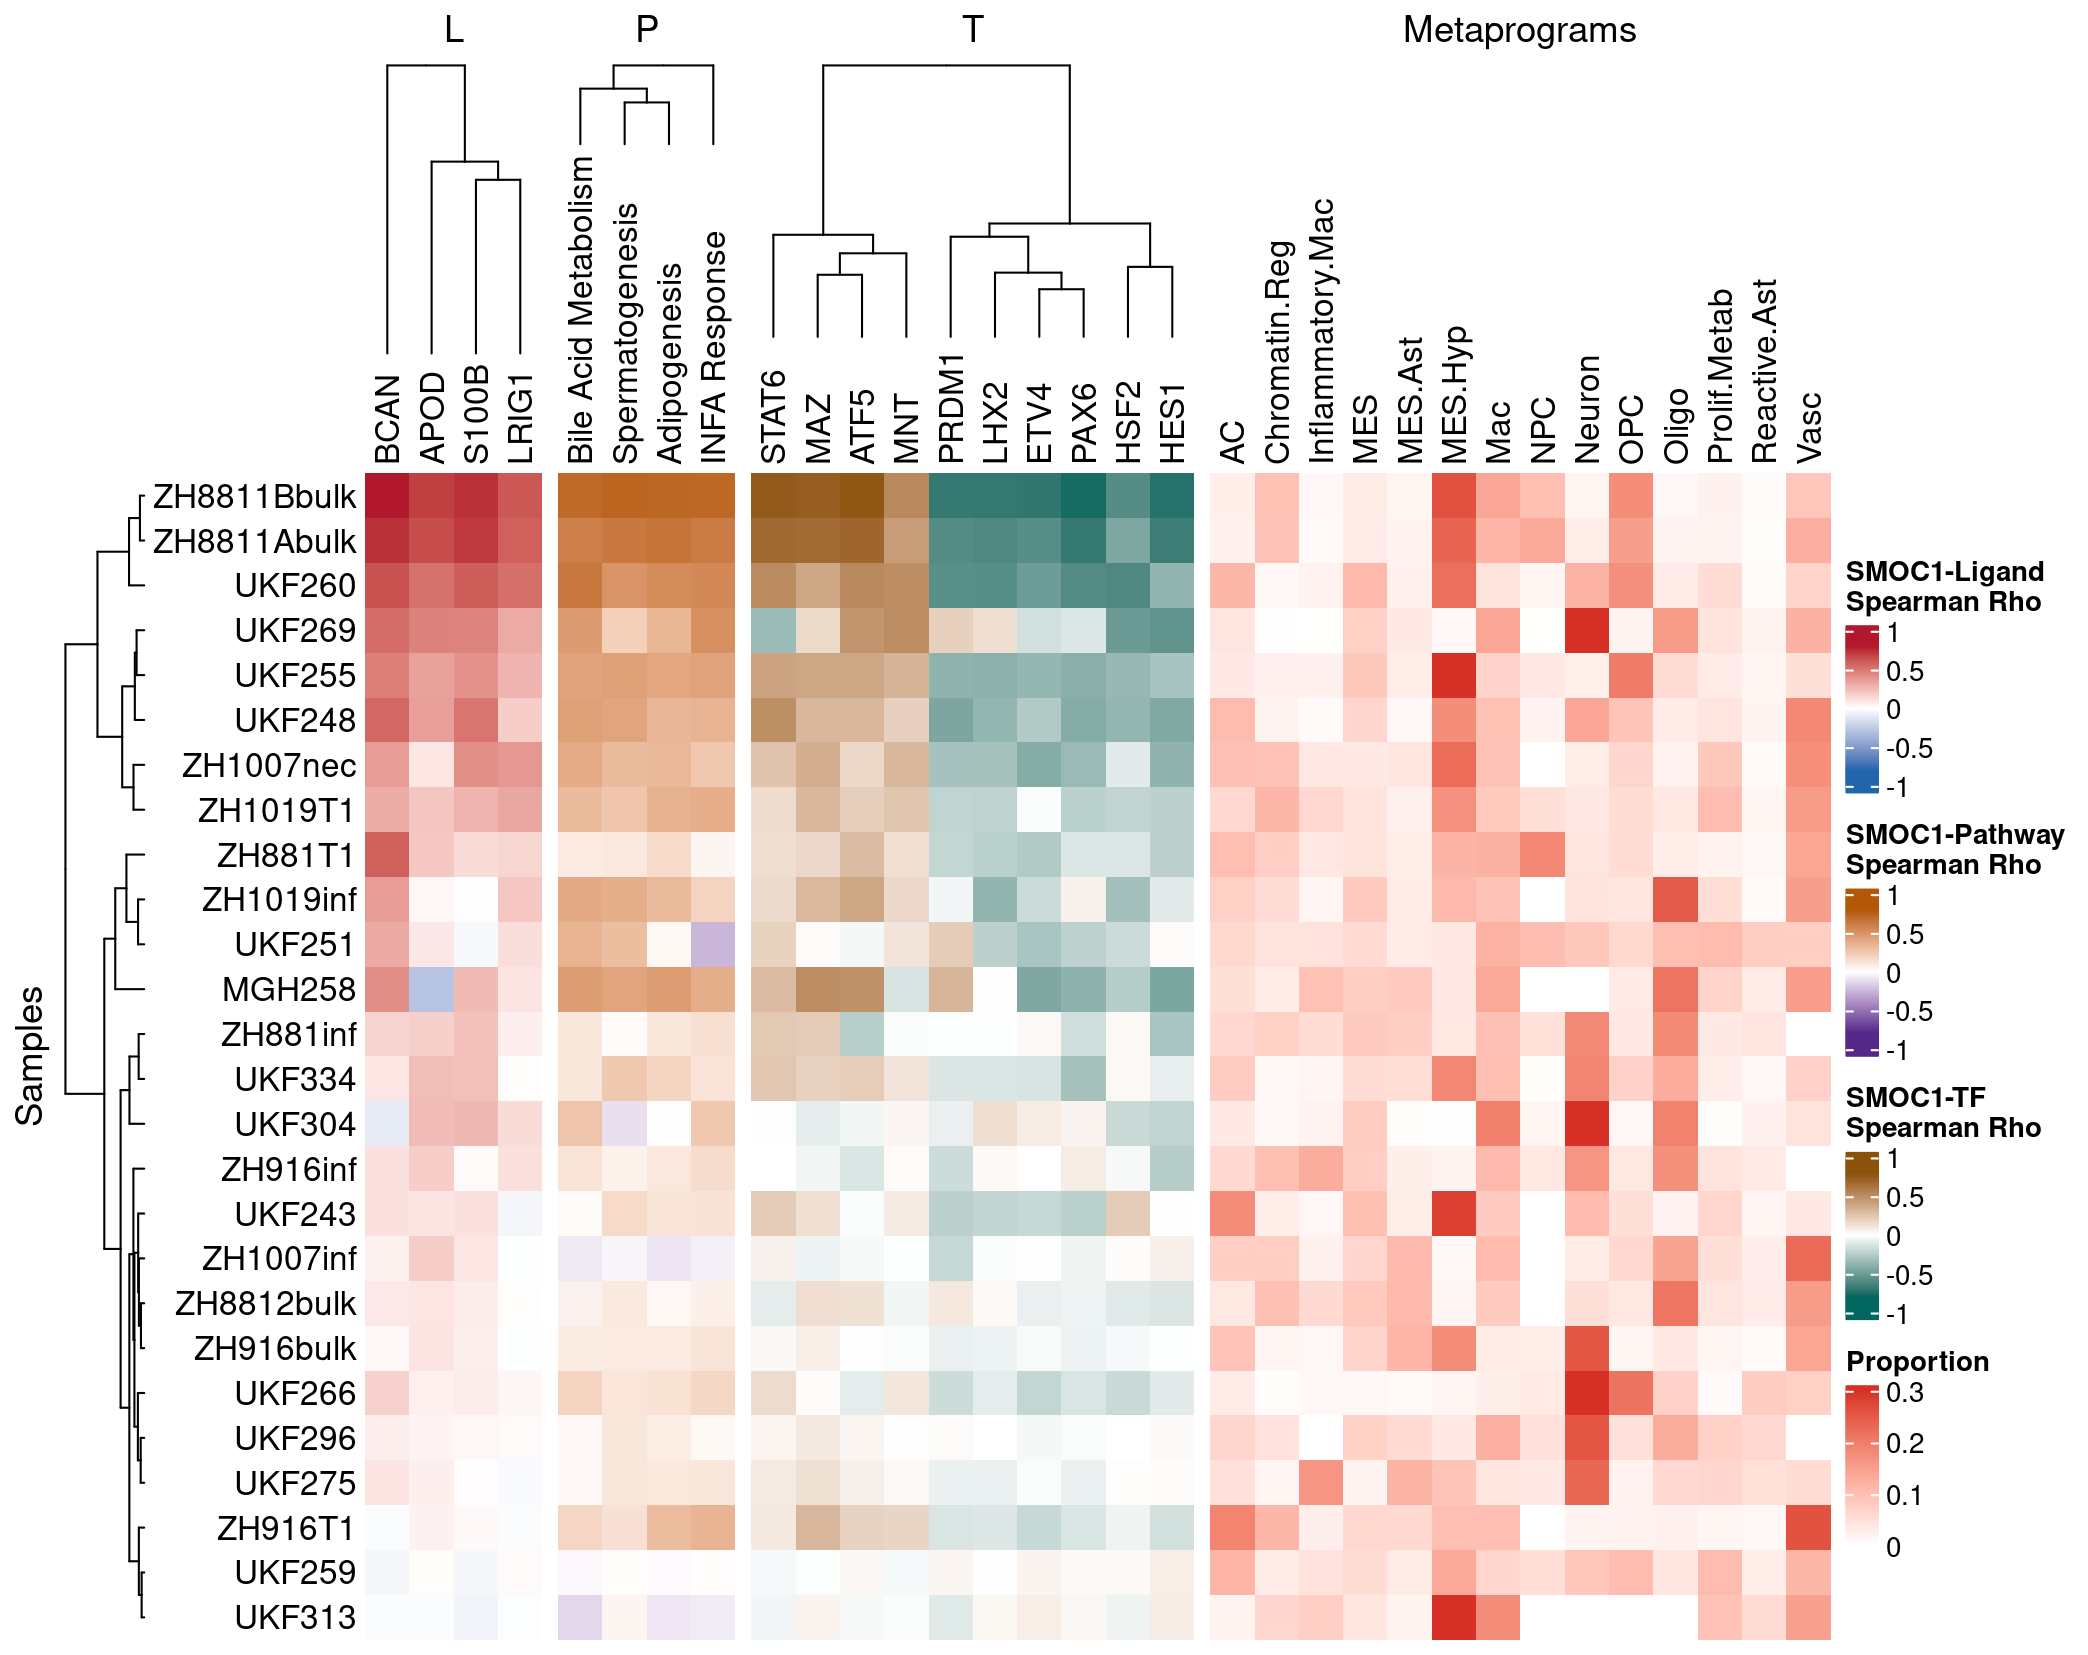 L
P
T
Metaprograms
BCAN
APOD
S100B
LRIG1
Bile Acid Metabolism
Spermatogenesis
Adipogenesis
INFA Response
STAT6
MAZ
ATF5
MNT
PRDM1
LHX2
ETV4
PAX6
HSF2
HES1
AC
Chromatin.Reg
Inflammatory.Mac
MES
MES.Ast
MES.Hyp
Mac
NPC
Neuron
OPC
Oligo
Prolif.Metab
Reactive.Ast
Vasc
Samples
ZH8811Bbulk
ZH8811Abulk
UKF260
UKF269
UKF255
UKF248
ZH1007nec
ZH1019T1
ZH881T1
ZH1019inf
UKF251
MGH258
ZH881inf
UKF334
UKF304
ZH916inf
UKF243
ZH1007inf
ZH8812bulk
ZH916bulk
UKF266
UKF296
UKF275
ZH916T1
UKF259
UKF313
SMOC1-Ligand
Spearman Rho
1
0.5
0
-0.5
-1
SMOC1-Pathway
Spearman Rho
1
0.5
0
-0.5
-1
SMOC1-TF
Spearman Rho
1
0.5
0
-0.5
-1
Proportion
0.3
0.2
0.1
0